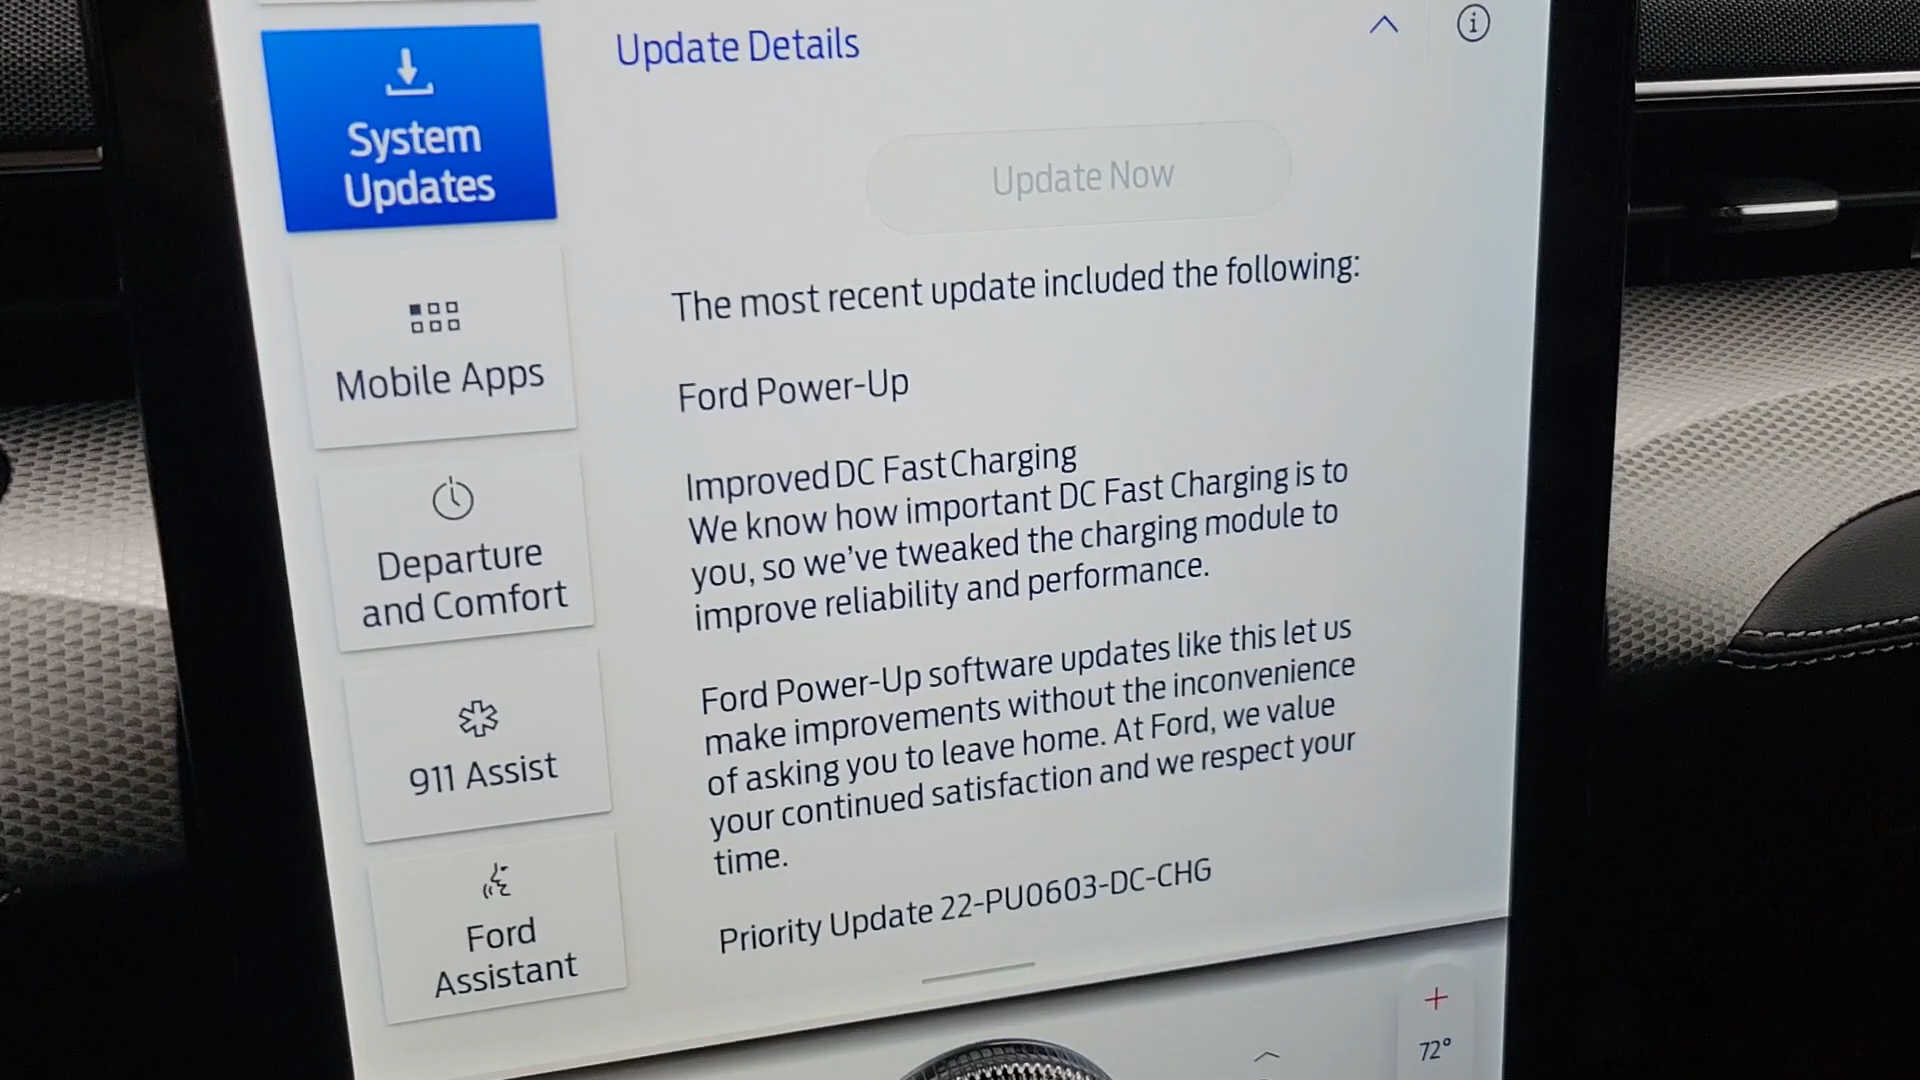 System
Updates
Mobile Apps
Departure
and Comfort
911 Assist
Ford
Assistant
Update Details
Update Now
The most recent update included the following:
Ford Power-Up
Improved DC Fast Charging
We know how important DC Fast Charging is to
you, so we've tweaked the charging module to
improve reliability and performance.
Ford Power-Up software updates like this let us
make improvements without the inconvenience
of asking you to leave home. At Ford, we value
your continued satisfaction and we respect your
time.
Priority Update 22-PU0603-DC-CHG
72°